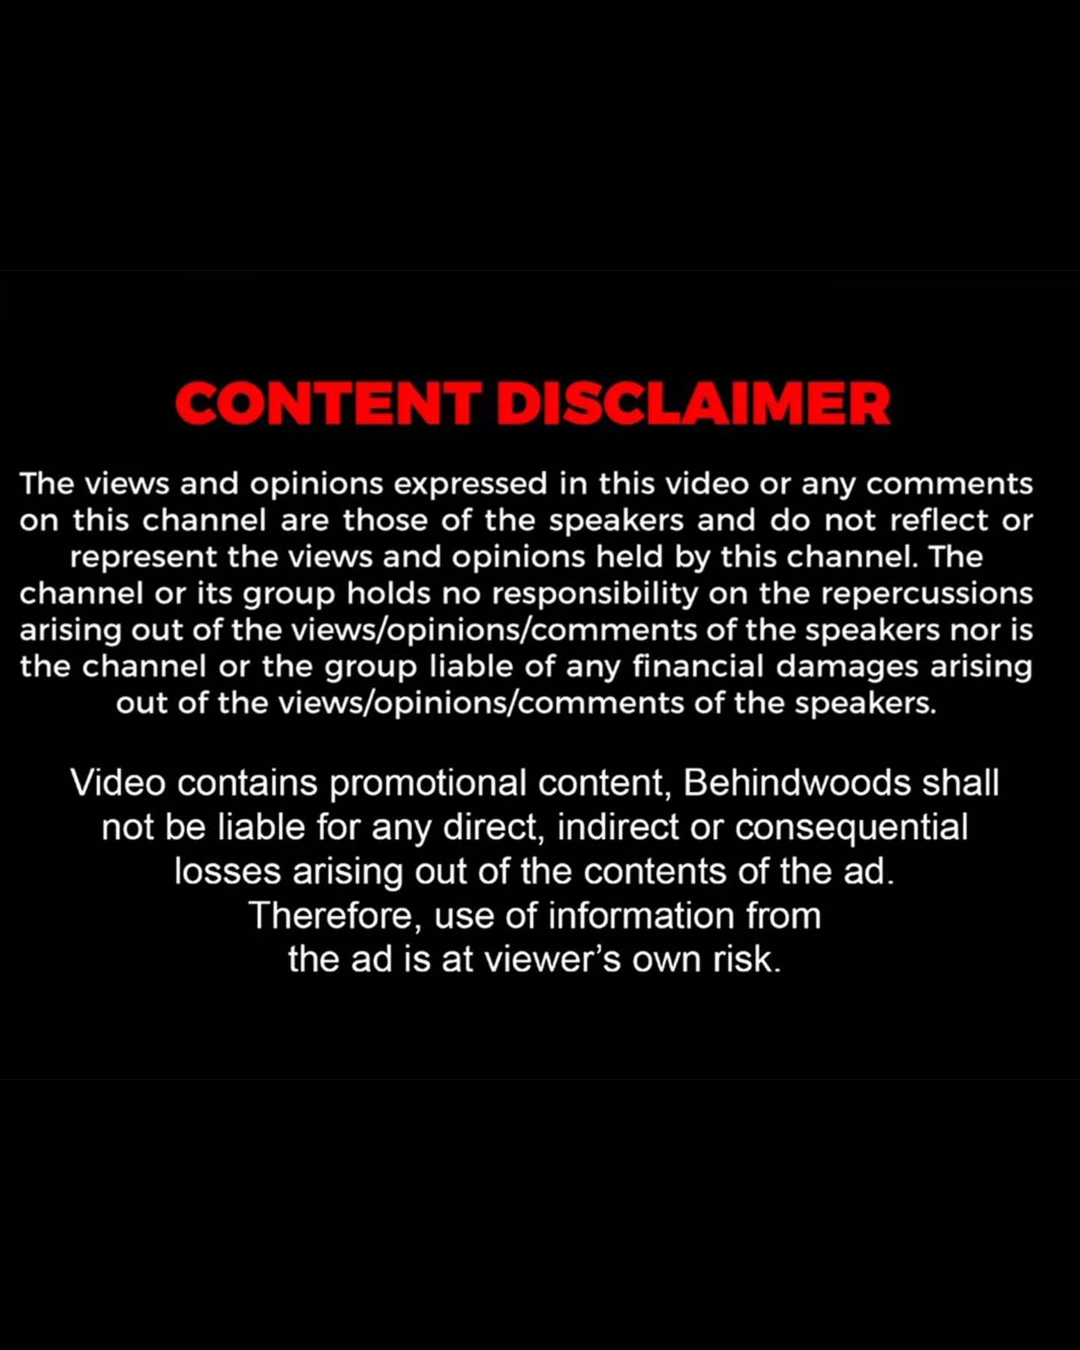 CONTENT DISCLAIMER
The views and opinions expressed in this video or any comments
on this channel are those of the speakers and do not reflect or
represent the views and opinions held by this channel. The
channel or its group holds no responsibility on the repercussions
arising out of the views/opinions/comments of the speakers nor is
the channel or the group liable of any financial damages arising
out of the views/opinions/comments of the speakers.
Video contains promotional content, Behindwoods shall
not be liable for any direct, indirect or consequential
losses arising out of the contents of the ad.
Therefore, use of information from
the ad is at viewer’s own risk.